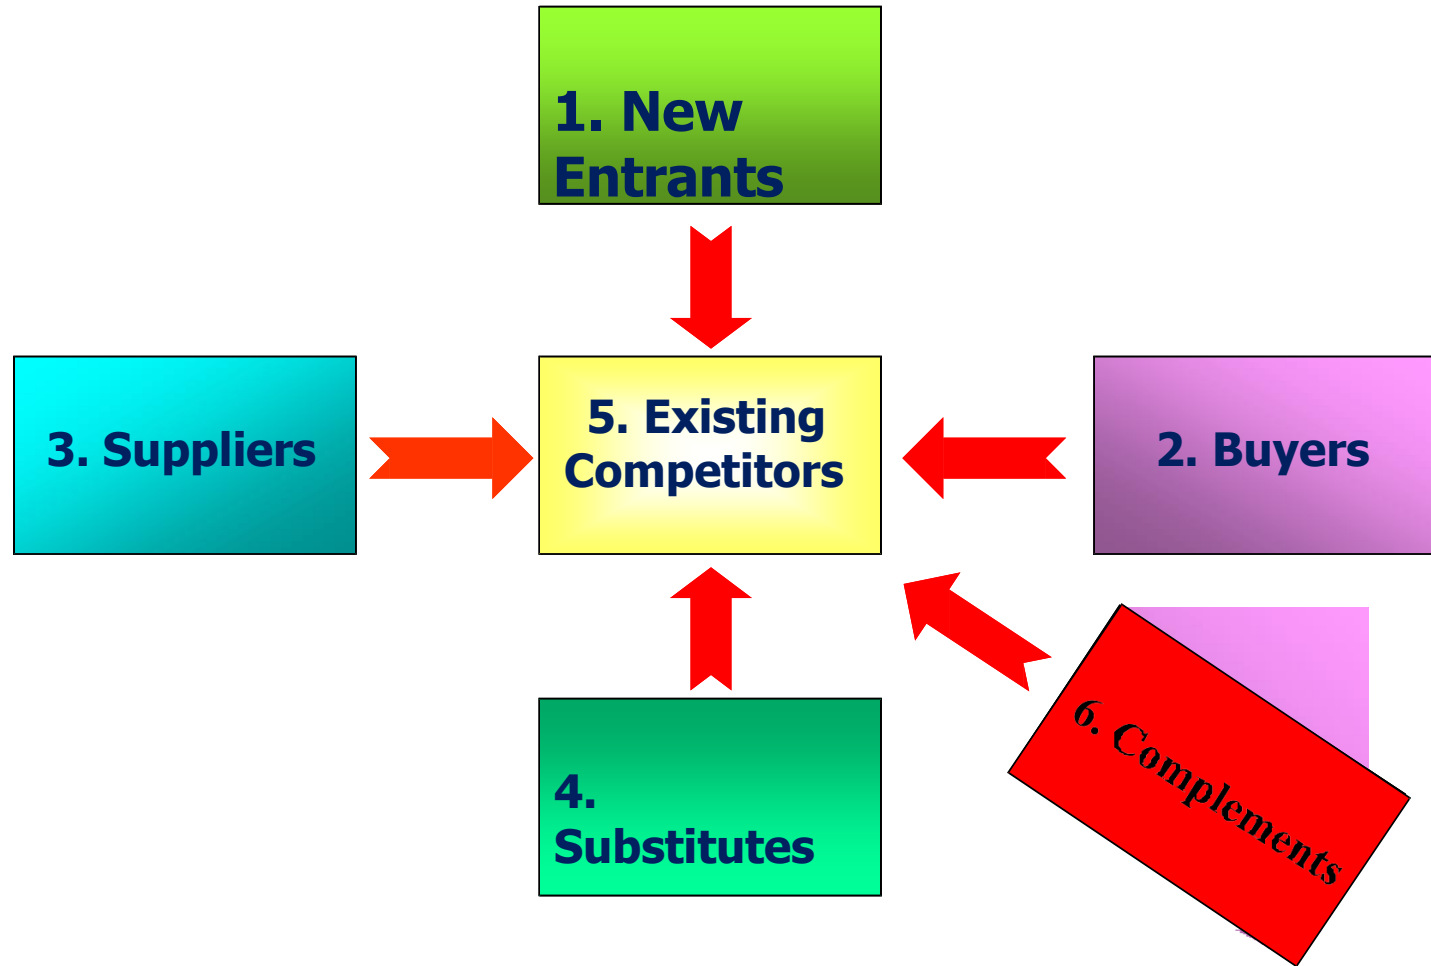 1. New
Entrants
3. Suppliers
5. Existing
Competitors
2. Buyers
4.
Substitutes
6. Complements